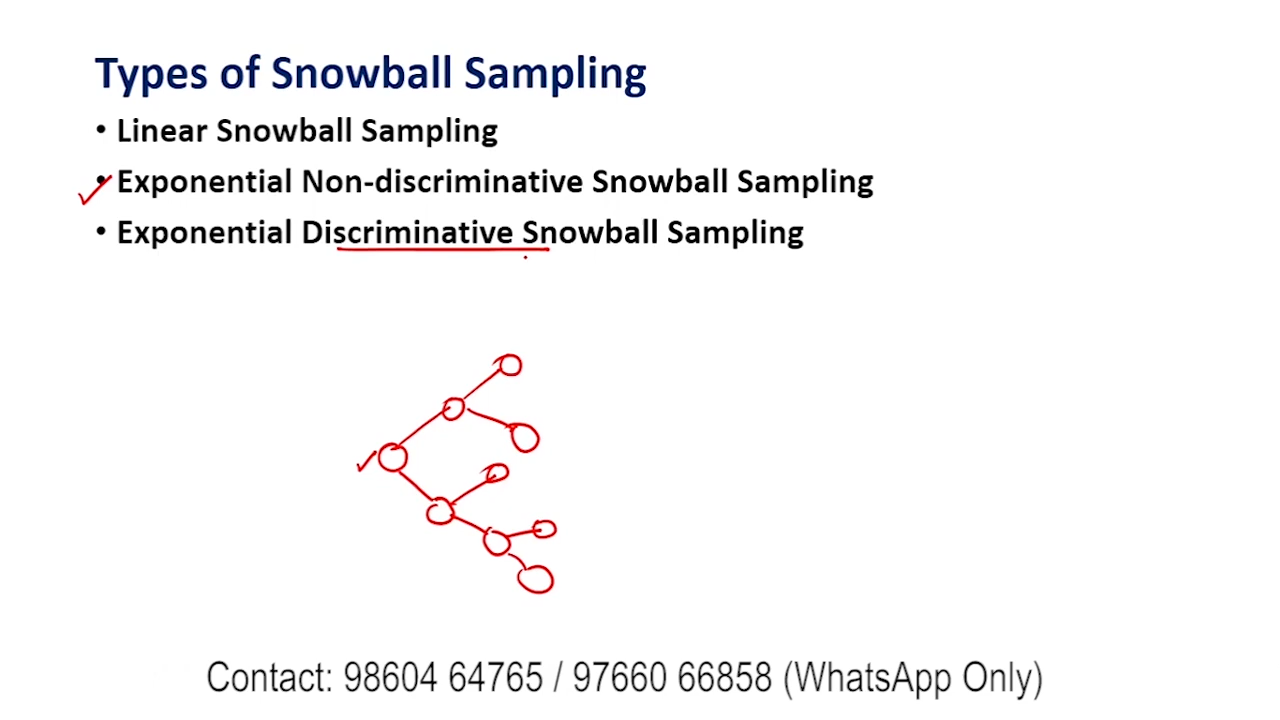 Types of Snowball Sampling
• Linear Snowball Sampling
• Exponential Non-discriminative Snowball Sampling
• Exponential Discriminative Snowball Sampling
Contact: 98604 64765 / 97660 66858 (WhatsApp Only)